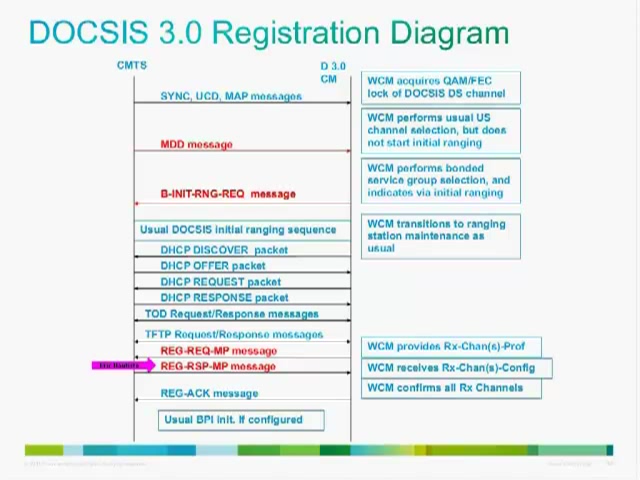 DOCSIS 3.0 Registration Diagram
CMTS
D 3.0
CM
WCM acquires QAM/FEC
lock of DOCSIS DS channel
SYNC, UCD, MAP messages
WCM performs usual US
channel selection, but does
not start initial ranging
MDD message
WCM performs bonded
service group selection, and
indicates via initial ranging
B-INIT-RNG-REQ message
Usual DOCSIS initial ranging sequence
WCM transitions to ranging
station maintenance as
usual
DHCP DISCOVER packet
DHCP OFFER packet
DHCP REQUEST packet
DHCP RESPONSE packet
TOD Request/Response messages
TFTP Request/Response messages
REG-REQ-MP message
WCM provides Rx-Chan(s)-Prof
REG-RSP-MP message
WCM receives Rx-Chan(s)-Config
WCM confirms all Rx Channels
REG-ACK message
Usual BPI init. If configured